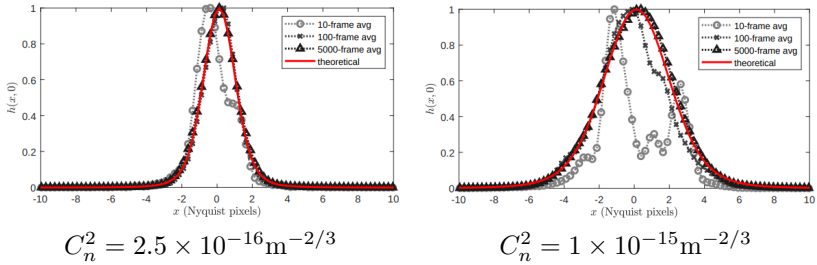 1
0.8
0.6
0.4
0.2
0
h(x, 0)
-10 -8 -6 -4 -2 0 2 4 6 8 10
x (Nyquist pixels)
10-frame avg
100-frame avg
5000-frame avg
theoretical
C_n^2 = 2.5 × 10^{-16} m^{-2/3}
1
0.8
0.6
0.4
0.2
0
h(x, 0)
-10 -8 -6 -4 -2 0 2 4 6 8 10
x (Nyquist pixels)
10-frame avg
100-frame avg
5000-frame avg
theoretical
C_n^2 = 1 × 10^{-15} m^{-2/3}